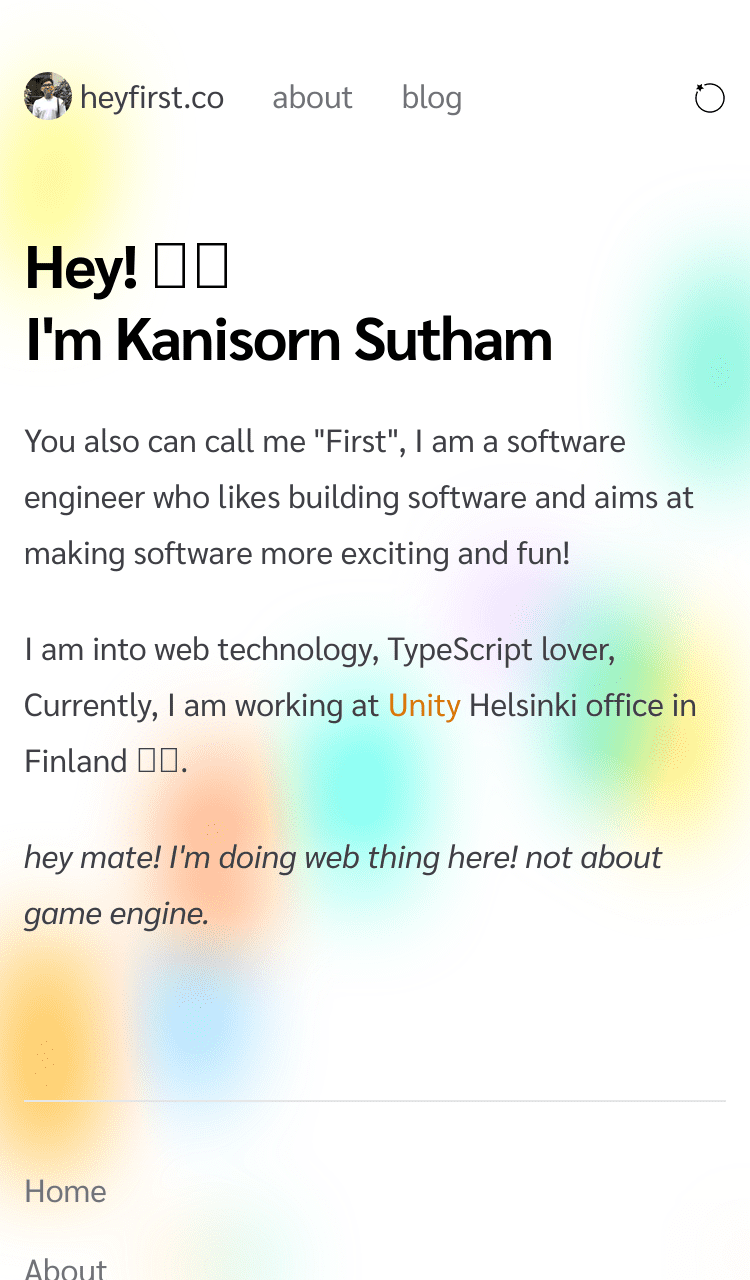 heyfirst.co about blog
Hey! 
I'm Kanisorn Sutham
You also can call me "First", I am a software
engineer who likes building software and aims at
making software more exciting and fun!
I am into web technology, TypeScript lover,
Currently, I am working at Unity Helsinki office in
Finland .
hey mate! I'm doing web thing here! not about
game engine.
Home
About